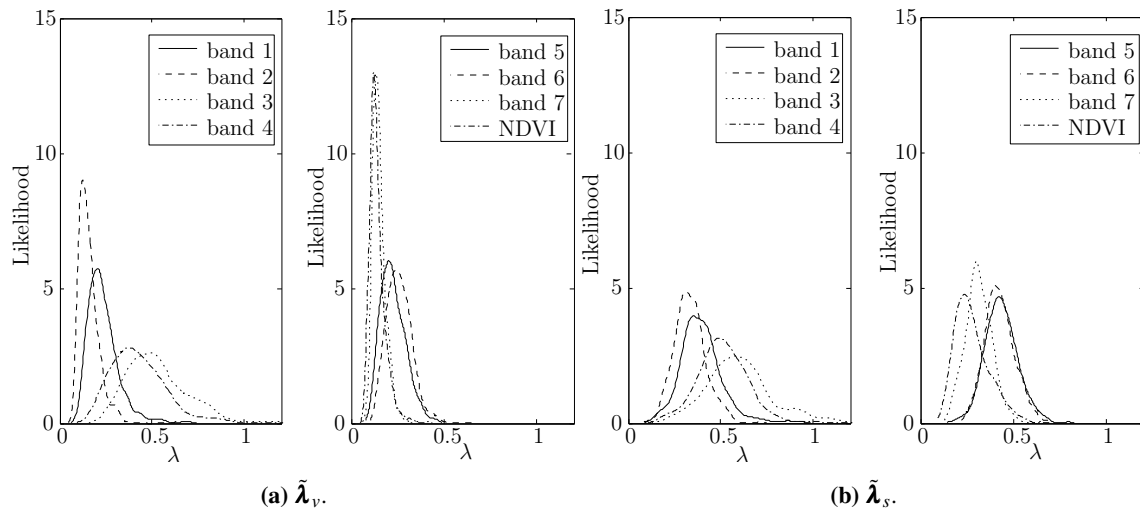 15
10
5
0
0
0.5
1
λ
Likelihood
band 1
band 2
band 3
band 4
15
10
5
0
0
0.5
1
λ
Likelihood
band 5
band 6
band 7
NDVI
(a) λ̃v.
15
10
5
0
0
0.5
1
λ
Likelihood
band 1
band 2
band 3
band 4
15
10
5
0
0
0.5
1
λ
Likelihood
band 5
band 6
band 7
NDVI
(b) λ̃s.